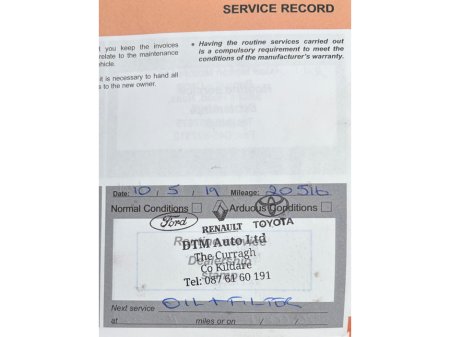 SERVICE RECORD
t you keep the invoices
relate to the maintenance
ehicle.
it is necessary to hand all
s to the new owner.
• Having the routine services carried out
is a compulsory requirement to meet the
conditions of the manufacturer's warranty.
Date: 10 / 5 / 19 Mileage: 20516
Normal Conditions Arduous Conditions
Ford RENAULT TOYOTA
DTM Auto Ltd
The Curragh
Co Kildare
Tel: 087 61 60 191
Next service OIL + FILTER
at miles or on / /